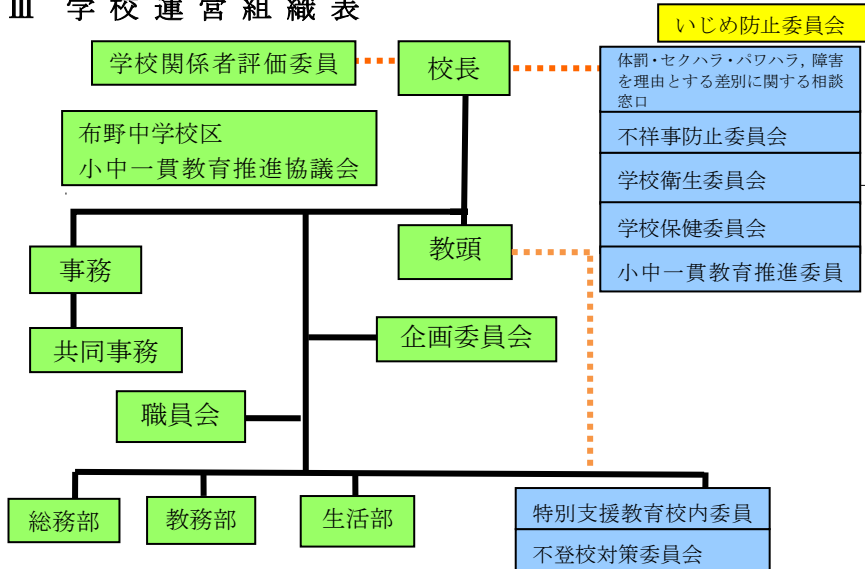 Ⅲ 学校運営組織表
いじめ防止委員会
学校関係者評価委員
校長
体罰・セクハラ・パワハラ，障害
を理由とする差別に関する相談
窓口
布野中学校区
小中一貫教育推進協議会
不祥事防止委員会
学校衛生委員会
学校保健委員会
小中一貫教育推進委員
教頭
事務
共同事務
企画委員会
職員会
総務部
教務部
生活部
特別支援教育校内委員
不登校対策委員会